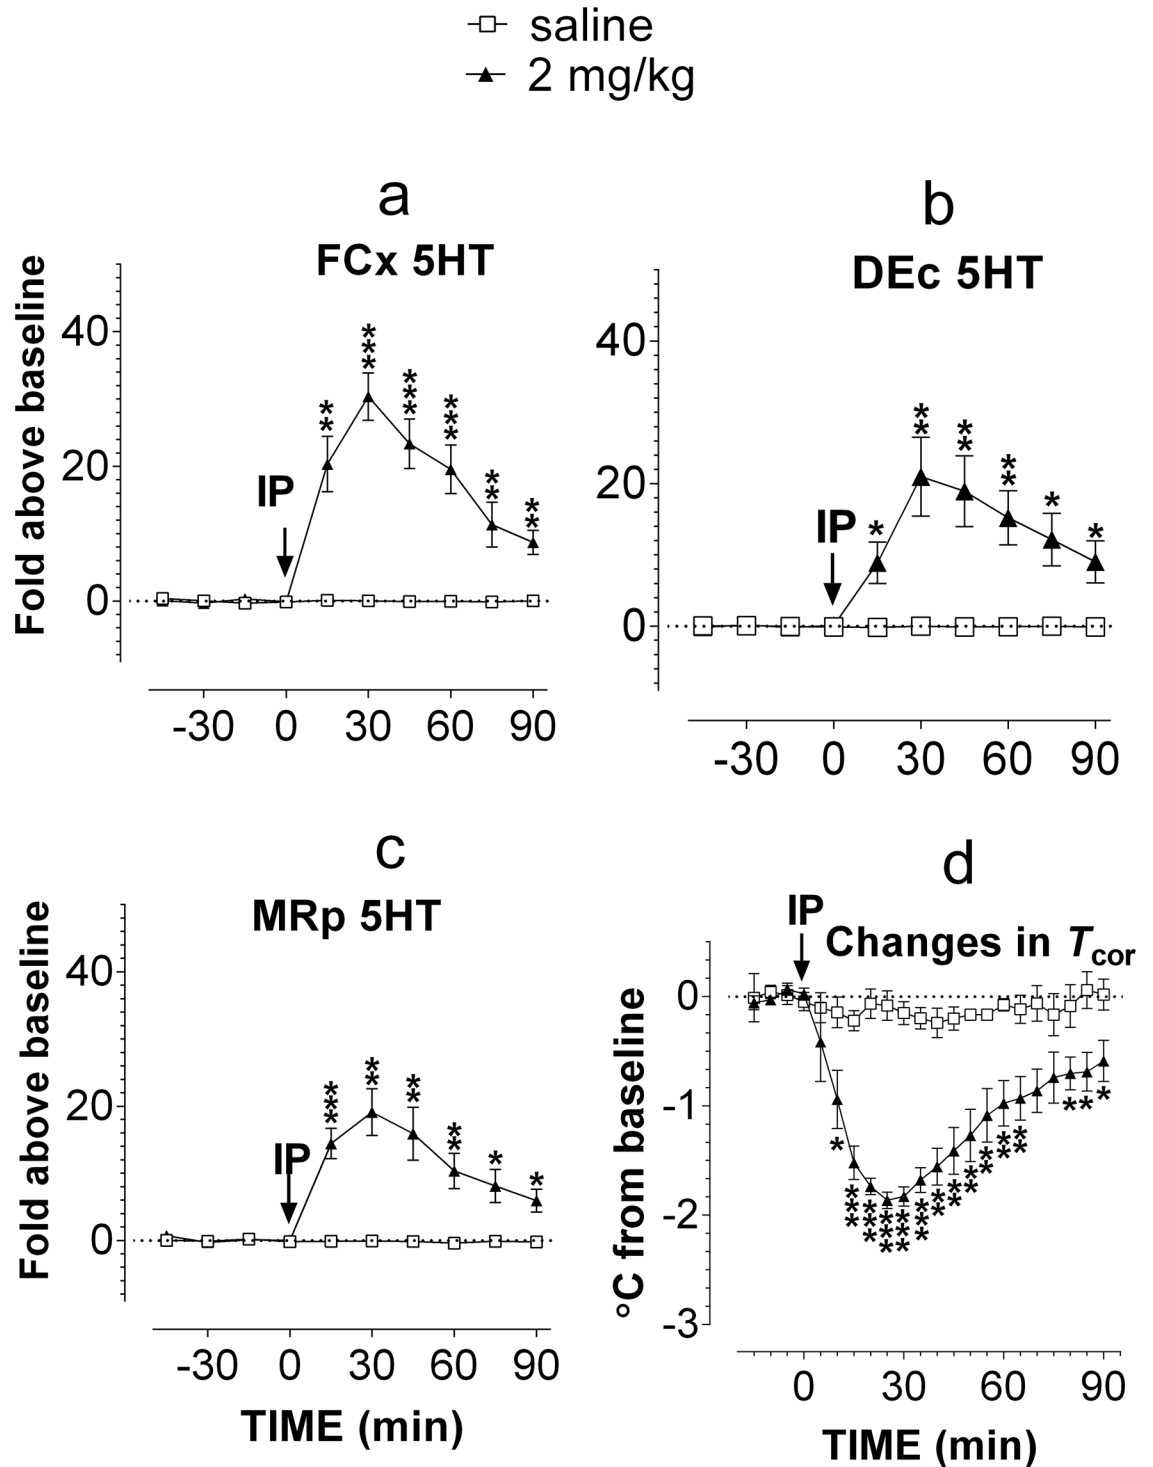 saline
2 mg/kg
a
FCx 5HT
Fold above baseline
40
20
0
IP
** *** *** *** ** **
-30 0 30 60 90
b
DEc 5HT
40
20
0
IP
* ** ** ** * *
-30 0 30 60 90
c
MRp 5HT
Fold above baseline
40
20
0
IP
*** ** ** ** * *
-30 0 30 60 90
TIME (min)
d
IP
Changes in Tcor
°C from baseline
0
-1
-2
-3
* *** *** *** *** *** ** ** ** ** ** ** * * *
0 30 60 90
TIME (min)